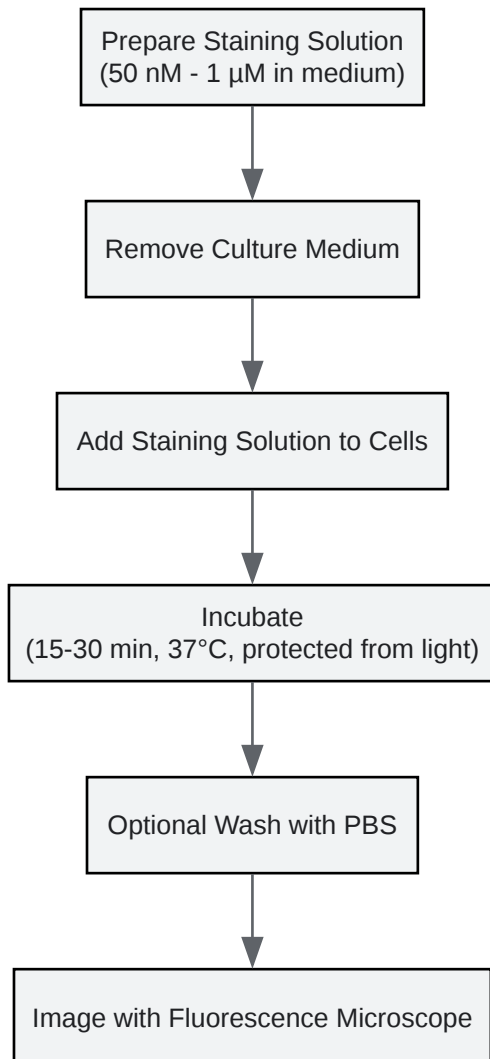 Prepare Staining Solution
(50 nM - 1 µM in medium)
Remove Culture Medium
Add Staining Solution to Cells
Incubate
(15-30 min, 37°C, protected from light)
Optional Wash with PBS
Image with Fluorescence Microscope